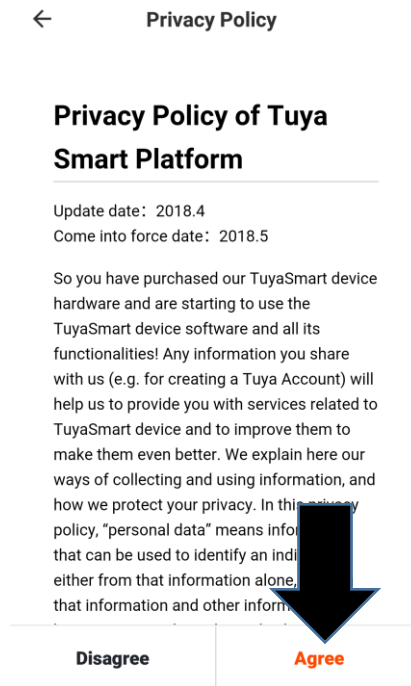 Privacy Policy
Privacy Policy of Tuya
Smart Platform
Update date：2018.4
Come into force date：2018.5
So you have purchased our TuyaSmart device
hardware and are starting to use the
TuyaSmart device software and all its
functionalities! Any information you share
with us (e.g. for creating a Tuya Account) will
help us to provide you with services related to
TuyaSmart device and to improve them to
make them even better. We explain here our
ways of collecting and using information, and
how we protect your privacy. In this privacy
policy, “personal data” means
that can be used to identify an
either from that information alone,
that information and other
Disagree
Agree